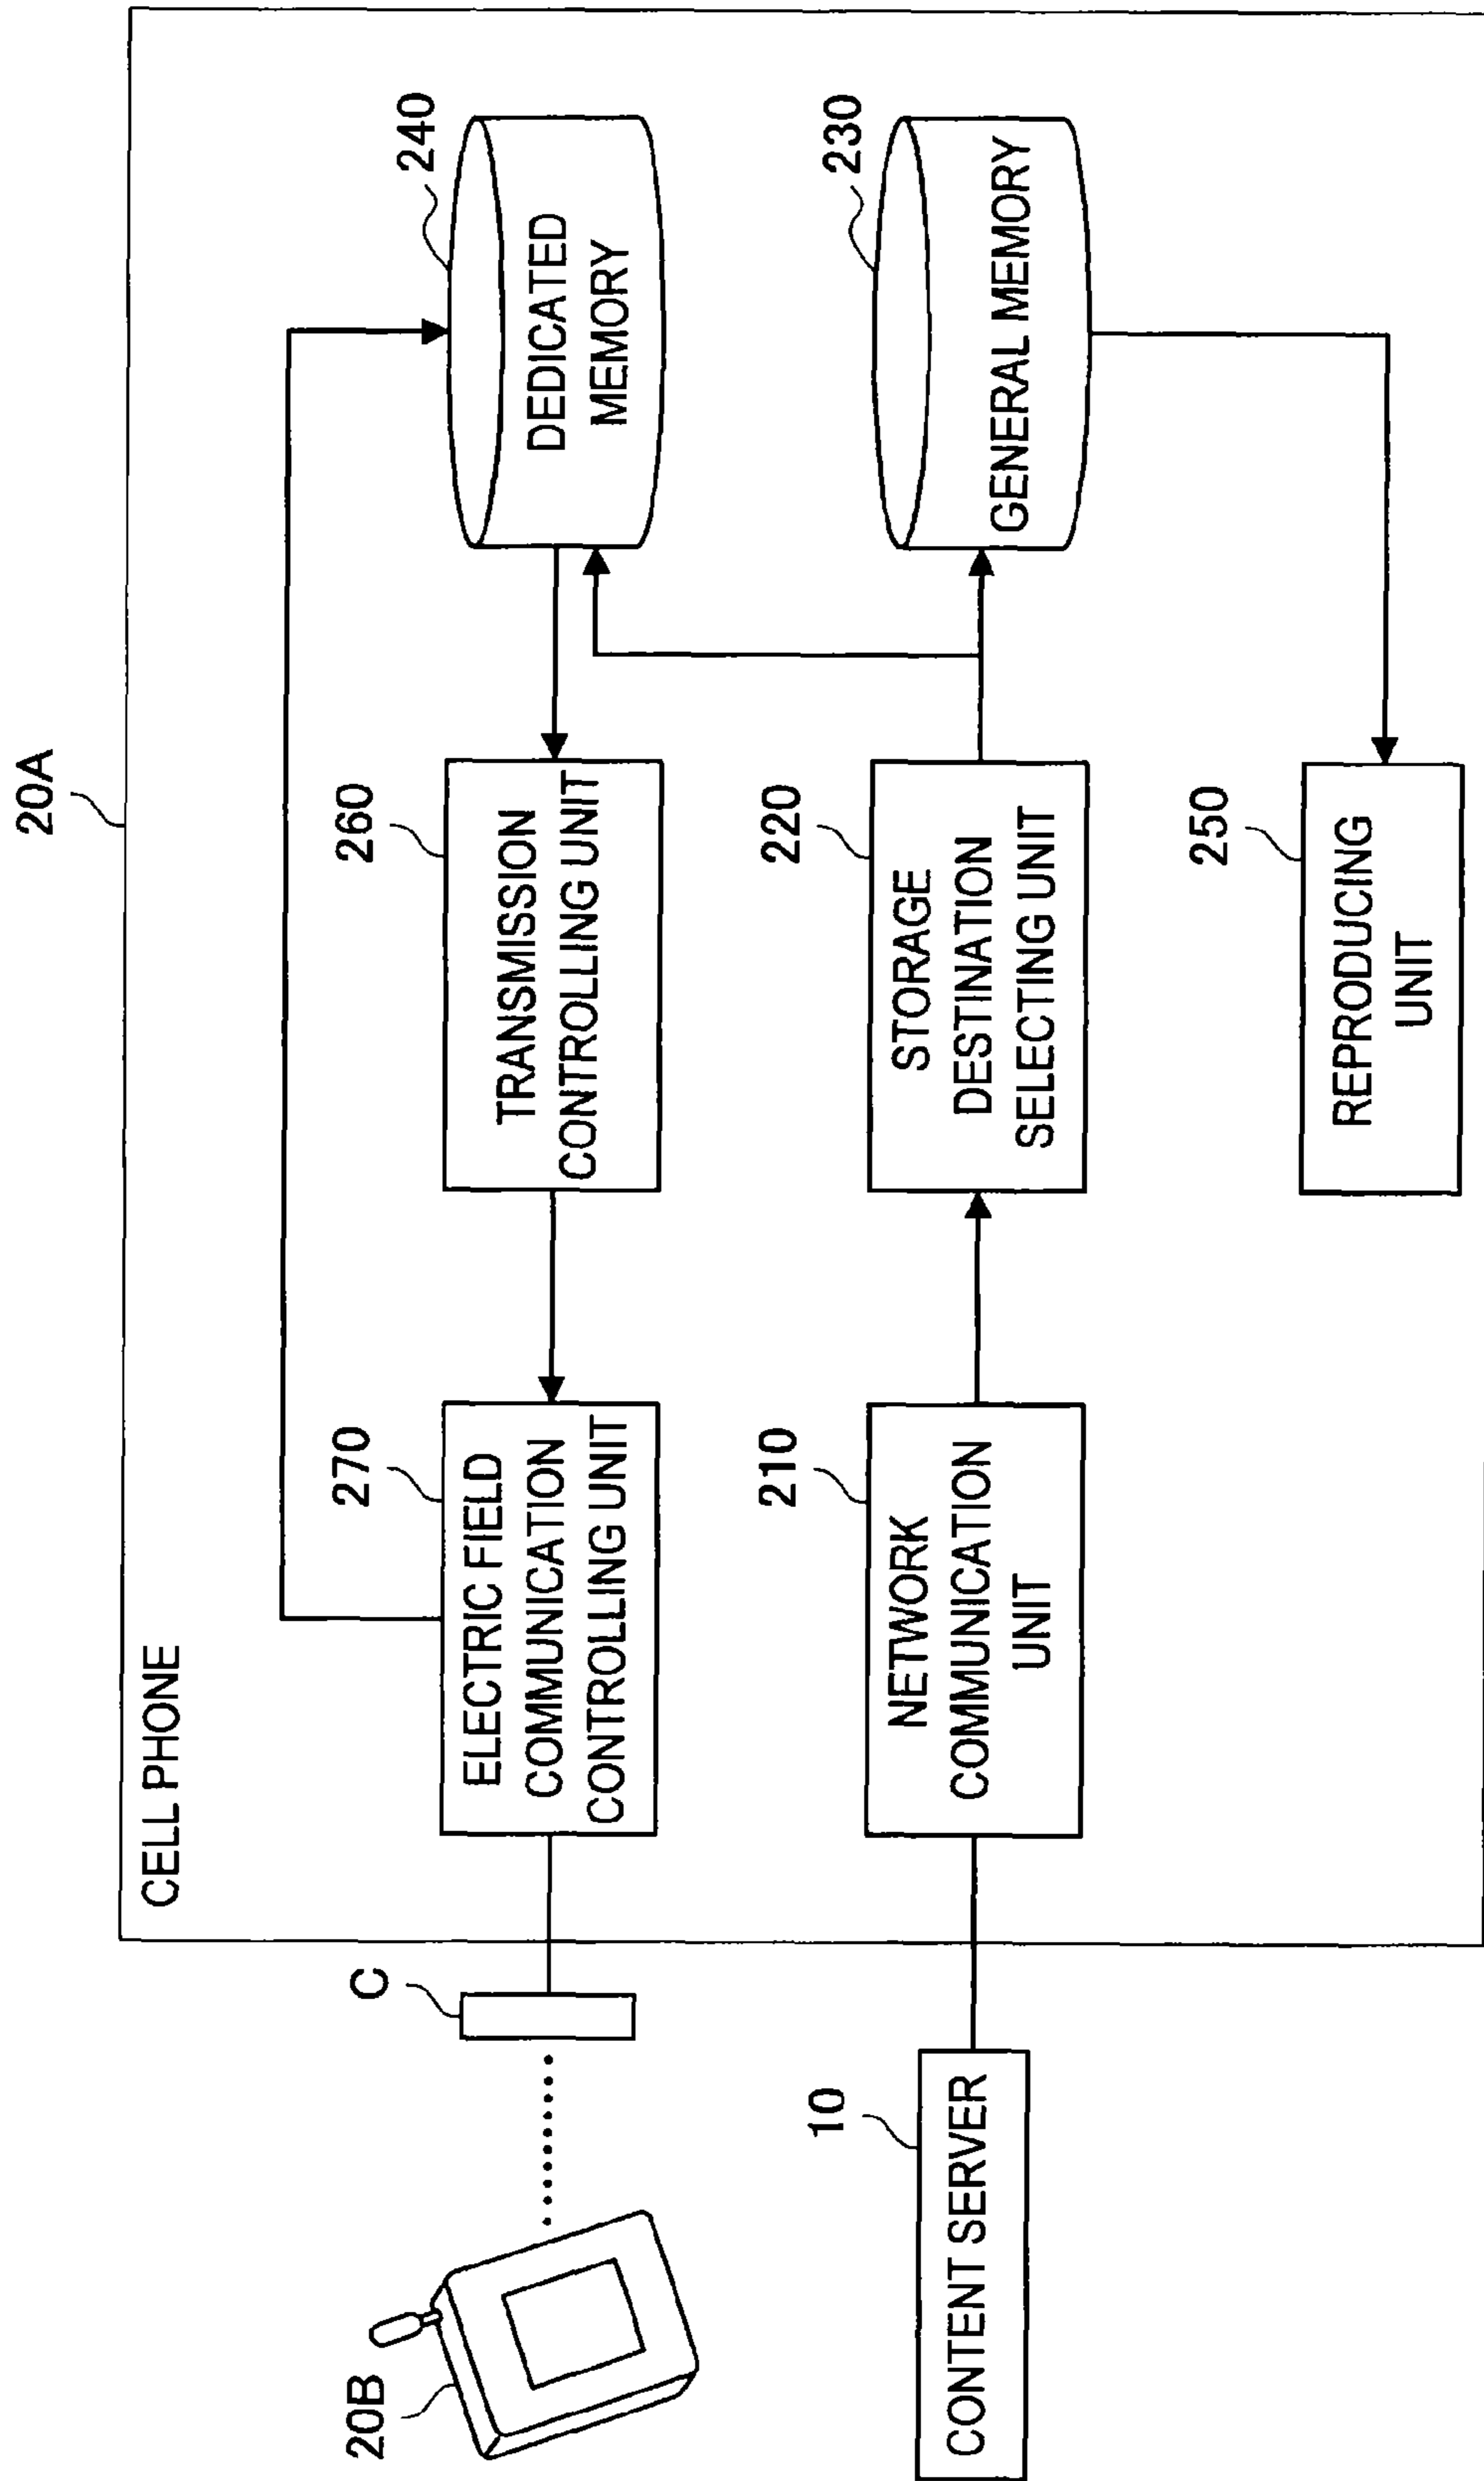 20A
CELL PHONE
240
DEDICATED
MEMORY
260
TRANSMISSION
CONTROLLING UNIT
270
ELECTRIC FIELD
COMMUNICATION
CONTROLLING UNIT
C
20B
230
GENERAL MEMORY
220
STORAGE
DESTINATION
SELECTING UNIT
210
NETWORK
COMMUNICATION
UNIT
10
CONTENT SERVER
250
REPRODUCING
UNIT